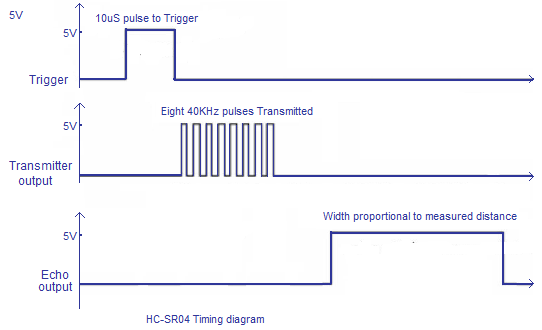 5V
10uS pulse to Trigger
5V
Trigger
Eight 40KHz pulses Transmitted
5V
Transmitter
output
Width proportional to measured distance
5V
Echo
output
HC-SR04 Timing diagram